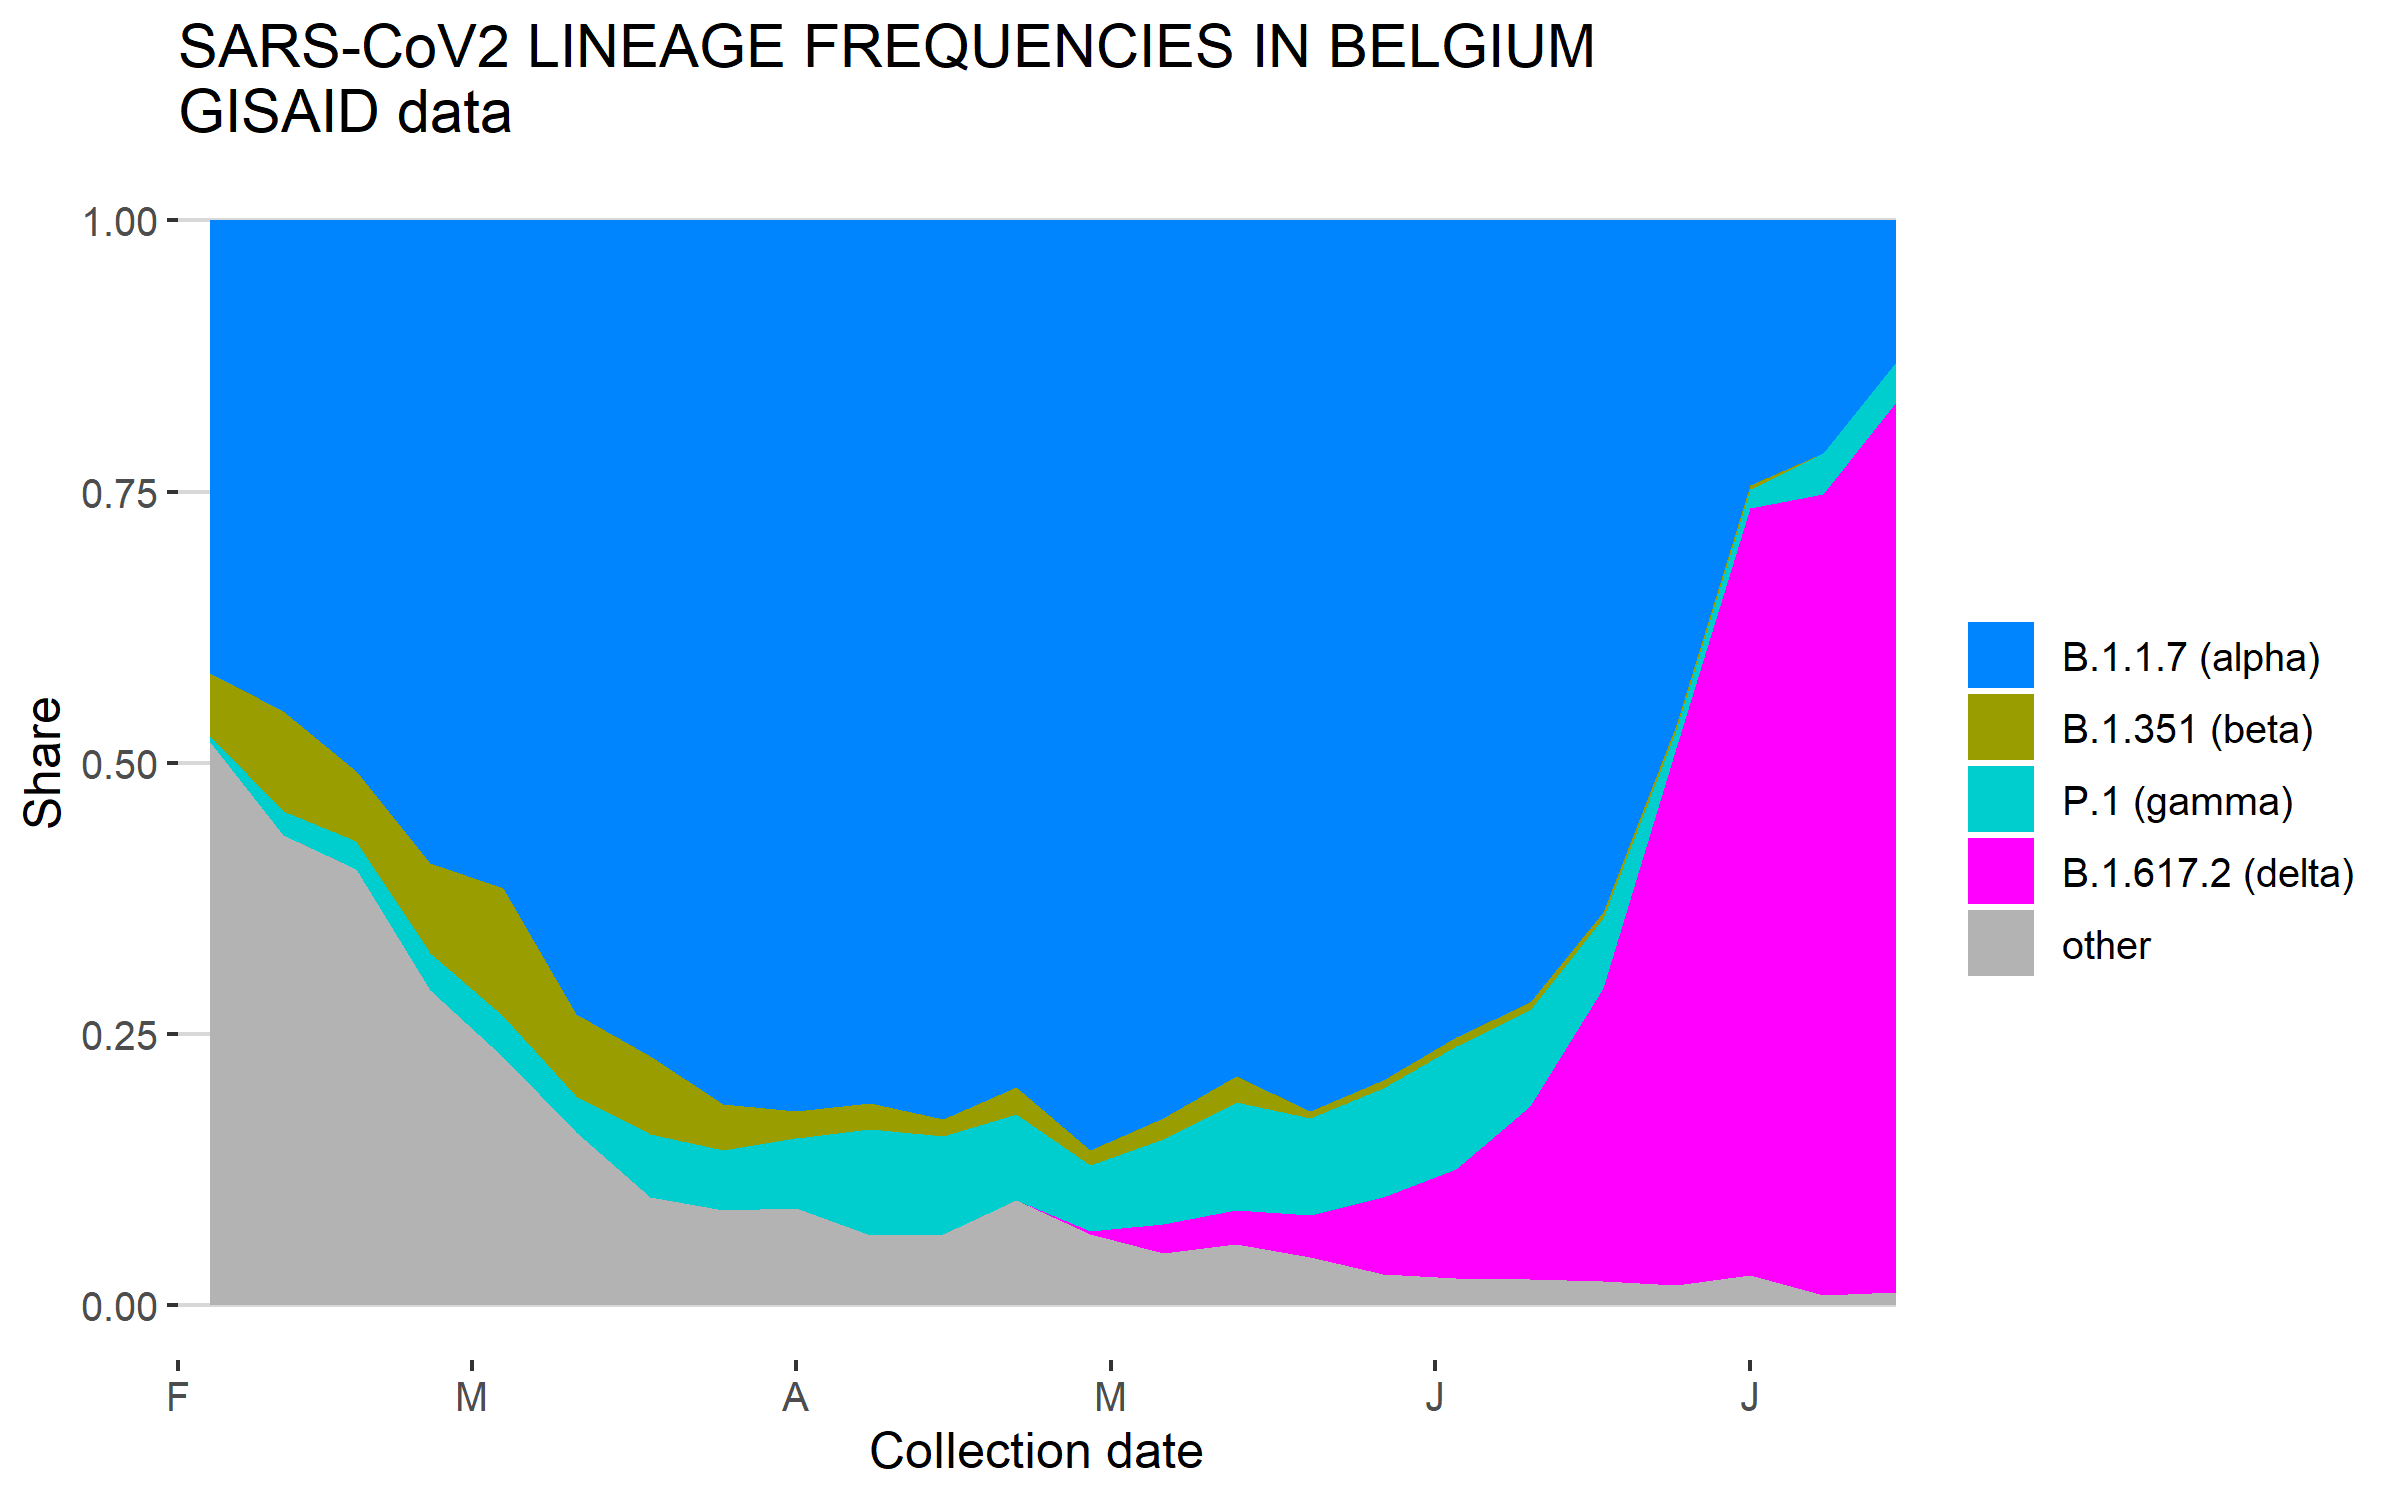 SARS-CoV2 LINEAGE FREQUENCIES IN BELGIUM
GISAID data
1.00
0.75
0.50
0.25
0.00
Share
F M A M J J
Collection date
B.1.1.7 (alpha)
B.1.351 (beta)
P.1 (gamma)
B.1.617.2 (delta)
other